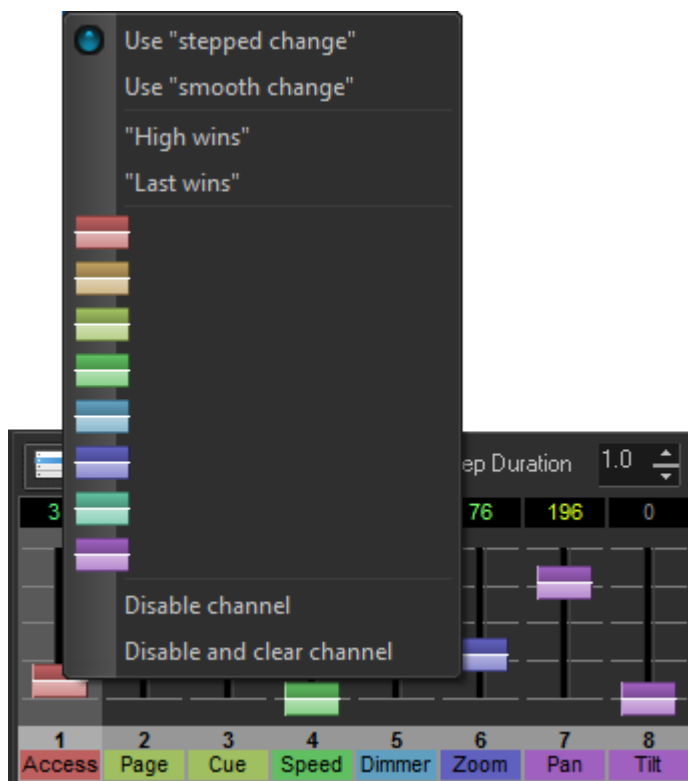 Use "stepped change"
Use "smooth change"
"High wins"
"Last wins"
Disable channel
Disable and clear channel
ep Duration 1.0
3 76 196 0
1 2 3 4 5 6 7 8
Access Page Cue Speed Dimmer Zoom Pan Tilt